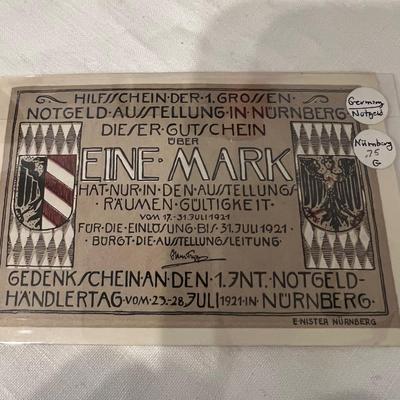 HILFSSCHEIN·DER·1.GROSSEN·
NOTGELD-AUSSTELLUNG·IN·NÜRNBERG·
DIESER·GUTSCHEIN
ÜBER
EINE·MARK
HAT·NUR·IN·DEN·AUSSTELLUNGS-
RÄUMEN·GÜLTIGKEIT·
VOM 17.-31.JULI 1921
FÜR·DIE·EINLÖSUNG·BIS·31.JULI 1921·
BÜRGT·DIE·AUSSTELLUNGSLEITUNG·
GEDENKSCHEIN·AN·DEN·1.INT.NOTGELD-
HÄNDLERTAG·VOM·23.-28.JULI 1921·IN·NÜRNBERG·
E·NISTER NÜRNBERG
Germany
Notgeld
Nürnberg
.75
G